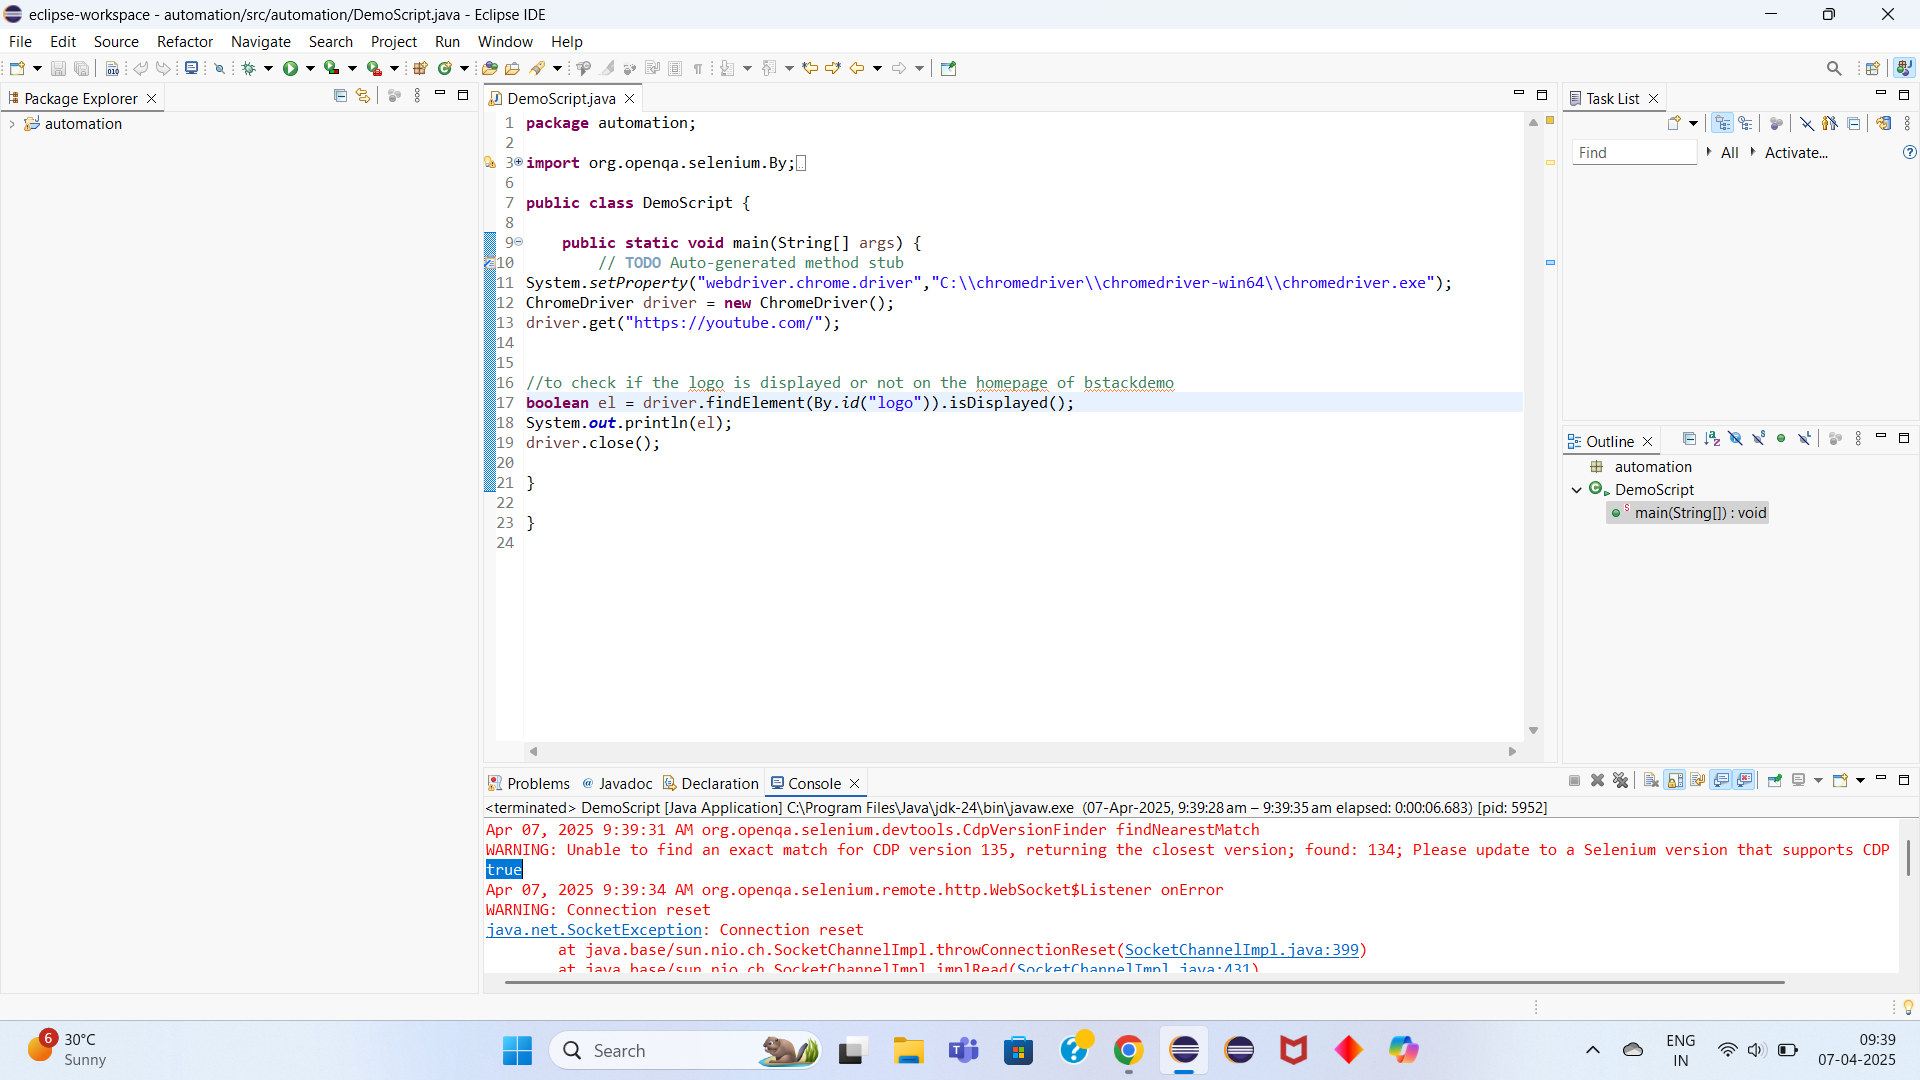 eclipse-workspace - automation/src/automation/DemoScript.java - Eclipse IDE
File Edit Source Refactor Navigate Search Project Run Window Help
Package Explorer
automation
DemoScript.java
1 package automation;
2
3 import org.openqa.selenium.By;
6
7 public class DemoScript {
8
9 public static void main(String[] args) {
10 // TODO Auto-generated method stub
11 System.setProperty("webdriver.chrome.driver","C:\\chromedriver\\chromedriver-win64\\chromedriver.exe");
12 ChromeDriver driver = new ChromeDriver();
13 driver.get("https://youtube.com/");
14
15
16 //to check if the logo is displayed or not on the homepage of bstackdemo
17 boolean el = driver.findElement(By.id("logo")).isDisplayed();
18 System.out.println(el);
19 driver.close();
20
21 }
22
23 }
24
Task List
Find All Activate...
Outline
automation
DemoScript
main(String[]) : void
Problems Javadoc Declaration Console
<terminated> DemoScript [Java Application] C:\Program Files\Java\jdk-24\bin\javaw.exe (07-Apr-2025, 9:39:28 am – 9:39:35 am elapsed: 0:00:06.683) [pid: 5952]
Apr 07, 2025 9:39:31 AM org.openqa.selenium.devtools.CdpVersionFinder findNearestMatch
WARNING: Unable to find an exact match for CDP version 135, returning the closest version; found: 134; Please update to a Selenium version that supports CDP
true
Apr 07, 2025 9:39:34 AM org.openqa.selenium.remote.http.WebSocket$Listener onError
WARNING: Connection reset
java.net.SocketException: Connection reset
at java.base/sun.nio.ch.SocketChannelImpl.throwConnectionReset(SocketChannelImpl.java:399)
at java.base/sun.nio.ch.SocketChannelImpl.implRead(SocketChannelImpl.java:431)
6
30°C
Sunny
Search
ENG
IN
09:39
07-04-2025